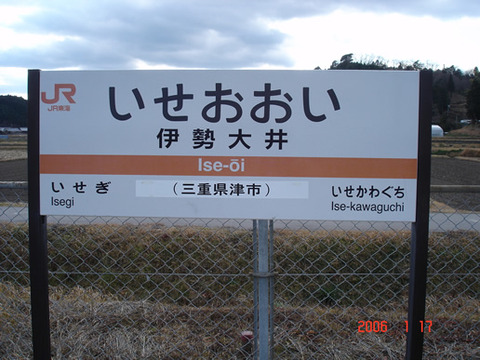 JR
JR東海
いせおおい
伊勢大井
Ise-ōi
いせぎ
Isegi
（三重県津市）
いせかわぐち
Ise-kawaguchi
2006 1 17